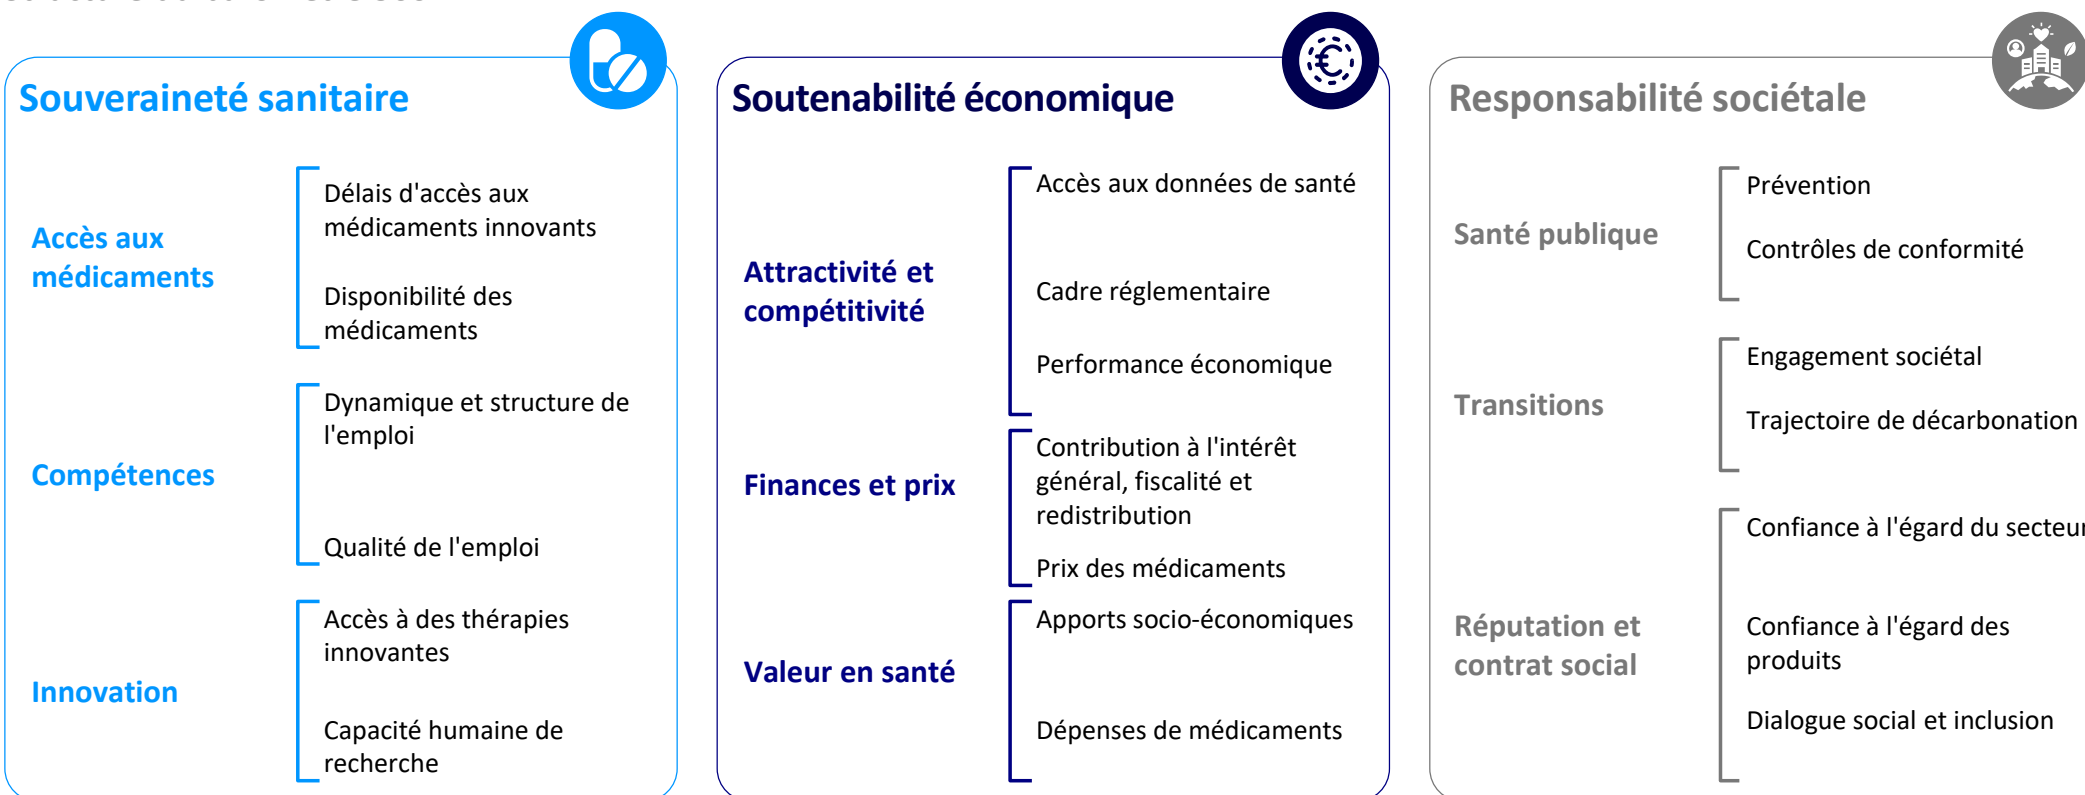 Souveraineté sanitaire
Accès aux
médicaments
Délais d'accès aux
médicaments innovants
Disponibilité des
médicaments
Compétences
Dynamique et structure de
l'emploi
Qualité de l'emploi
Innovation
Accès à des thérapies
innovantes
Capacité humaine de
recherche
Soutenabilité économique
Attractivité et
compétitivité
Accès aux données de santé
Cadre réglementaire
Performance économique
Finances et prix
Contribution à l'intérêt
général, fiscalité et
redistribution
Prix des médicaments
Valeur en santé
Apports socio-économiques
Dépenses de médicaments
Responsabilité sociétale
Santé publique
Prévention
Contrôles de conformité
Transitions
Engagement sociétal
Trajectoire de décarbonation
Réputation et
contrat social
Confiance à l'égard du secteur
Confiance à l'égard des
produits
Dialogue social et inclusion